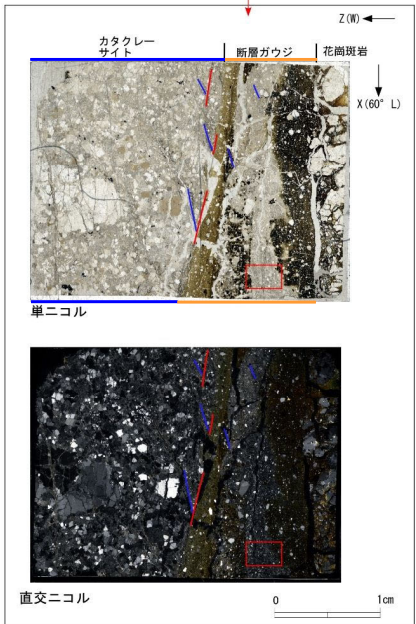 Z(W)
カタクレー
サイト
断層ガウジ
花崗斑岩
X(60° L)
単ニコル
直交ニコル
0
1cm